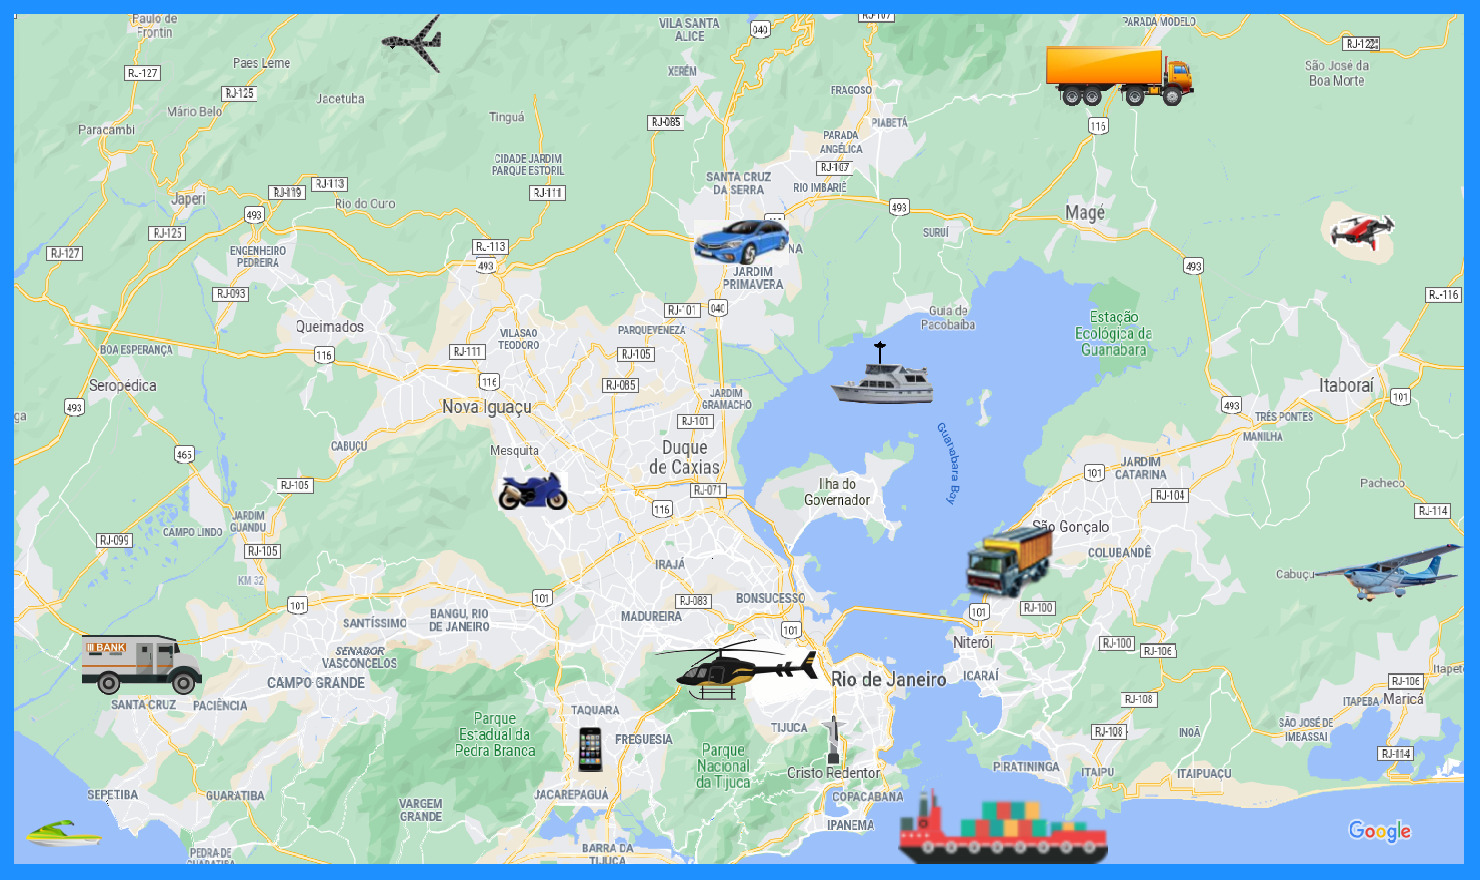 Paulo de
Frontin
VILA SANTA
ALICE
040
RJ-107
PARADA MODELO
RJ-122
Paes Leme
RJ-127
XERÉM
São José da
Boa Morte
RJ-125
Jacetuba
FRAGOSO
Mário Belo
Tinguá
RJ-085
PIABETÁ
116
Paracambi
PARADA
ANGÉLICA
CIDADE JARDIM
PARQUE ESTORIL
RJ-107
SANTA CRUZ
DA SERRA
RIO IMBARIÊ
RJ-119
RJ-113
RJ-111
Japeri
Rio do Ouro
493
493
Magé
RJ-125
SURUÍ
RJ-127
ENGENHEIRO
PEDREIRA
RJ-113
493
NA
JARDIM
PRIMAVERA
493
RJ-093
RJ-101
040
Guia de
Pacobaíba
RJ-116
Queimados
VILASAO
TEODORO
PARQUEVENEZA
Estação
Ecológica da
Guanabara
BOA ESPERANÇA
116
RJ-111
RJ-105
Seropédica
116
RJ-085
Itaboraí
493
Nova Iguaçu
JARDIM
GRAMACHO
493
101
ga
RJ-101
TRÊS PONTES
MANILHA
CABUÇU
Mesquita
Duque
de Caxias
Guanabara Bay
465
JARDIM
CATARINA
101
RJ-105
RJ-071
Ilha do
Governador
RJ-104
Pacheco
116
RJ-114
JARDIM
GUANDU
CAMPO LINDO
São Gonçalo
RJ-099
RJ-105
IRAJÁ
COLUBANDÊ
KM 32
Cabuçu
101
101
RJ-083
BONSUCESSO
RJ-100
101
BANGU, RIO
DE JANEIRO
MADUREIRA
SANTÍSSIMO
101
Niterói
RJ-100
RJ-106
BANK
SENADOR
VASCONCELOS
CAMPO GRANDE
Rio de Janeiro
ICARAÍ
Itapet
RJ-106
SANTA CRUZ
PACIÊNCIA
TAQUARA
RJ-108
ITAPEBA
Maricá
Parque
Estadual da
Pedra Branca
FREGUESIA
TIJUCA
RJ-108
INOÃ
SÃO JOSÉ DE
IMBASSAI
Parque
Nacional
da Tijuca
RJ-114
Cristo Redentor
PIRATININGA
ITAIPU
ITAIPUAÇU
SEPETIBA
GUARATIBA
VARGEM
GRANDE
JACAREPAGUÁ
COPACABANA
IPANEMA
Google
PEDRA DE
GUARATIBA
BARRA DA
TIJUCA